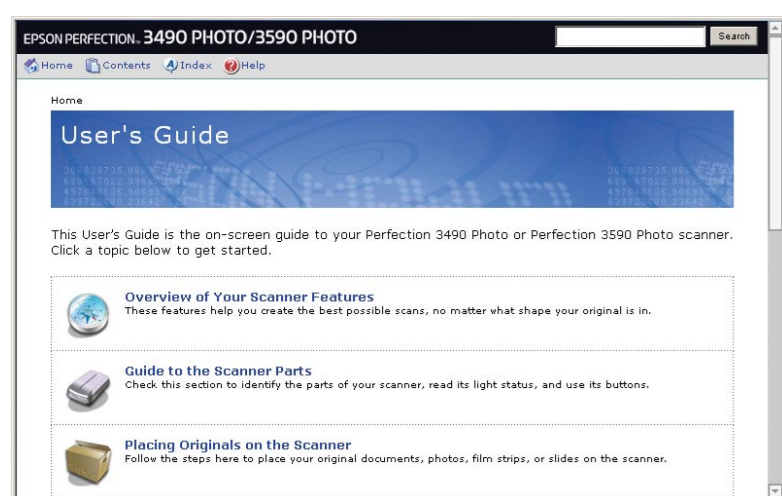 EPSON PERFECTION™ 3490 PHOTO/3590 PHOTO
Search
Home Contents Index Help
Home
User's Guide
This User's Guide is the on-screen guide to your Perfection 3490 Photo or Perfection 3590 Photo scanner.
Click a topic below to get started.
Overview of Your Scanner Features
These features help you create the best possible scans, no matter what shape your original is in.
Guide to the Scanner Parts
Check this section to identify the parts of your scanner, read its light status, and use its buttons.
Placing Originals on the Scanner
Follow the steps here to place your original documents, photos, film strips, or slides on the scanner.